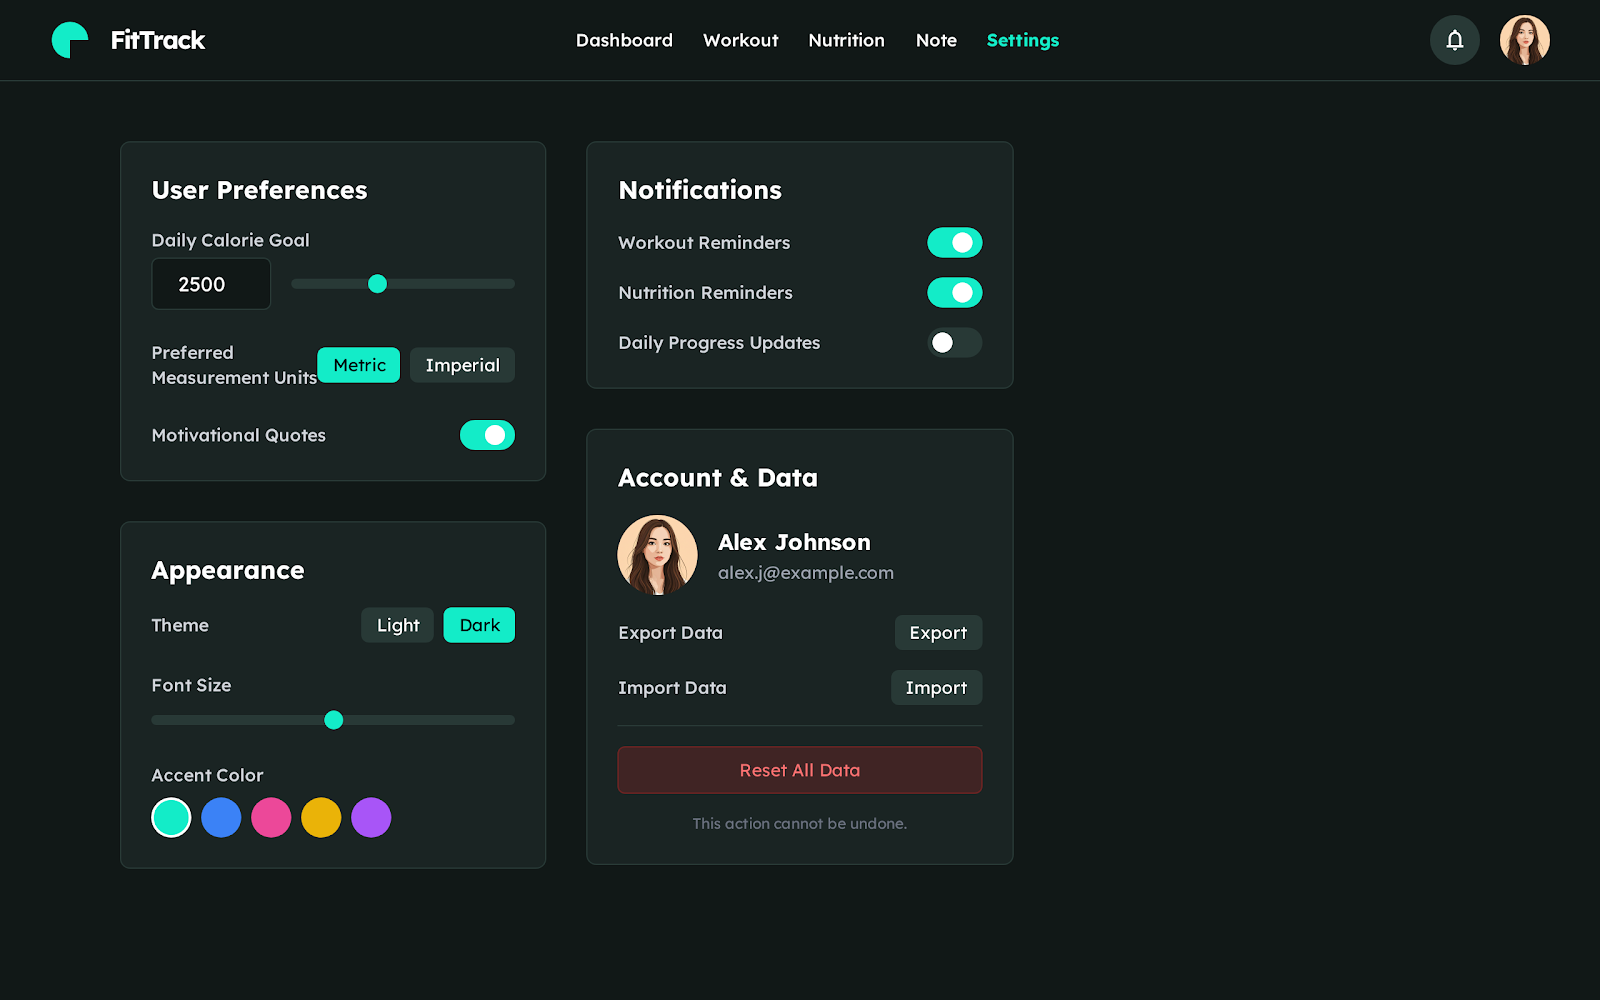 FitTrack
Dashboard
Workout
Nutrition
Note
Settings
User Preferences
Daily Calorie Goal
2500
Preferred
Measurement Units
Metric
Imperial
Motivational Quotes
Appearance
Theme
Light
Dark
Font Size
Accent Color
Notifications
Workout Reminders
Nutrition Reminders
Daily Progress Updates
Account & Data
Alex Johnson
alex.j@example.com
Export Data
Export
Import Data
Import
Reset All Data
This action cannot be undone.